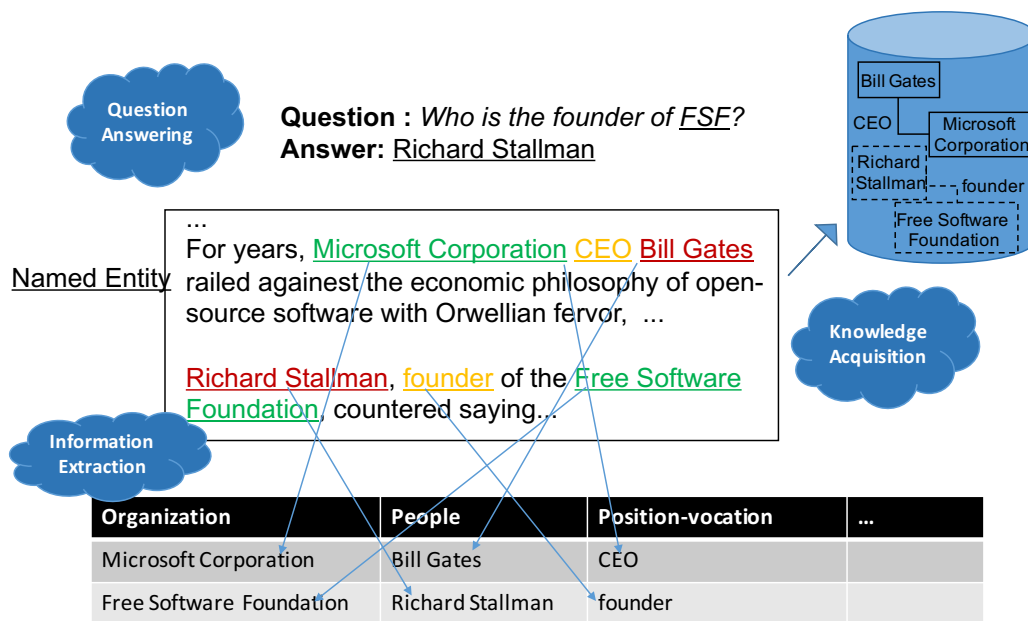 Question
Answering
Question : Who is the founder of FSF?
Answer: Richard Stallman
Bill Gates
CEO
Microsoft
Corporation
Richard
Stallman
founder
Free Software
Foundation
Named Entity
...
For years, Microsoft Corporation CEO Bill Gates
railed againest the economic philosophy of open-
source software with Orwellian fervor, ...
Richard Stallman, founder of the Free Software
Foundation, countered saying...
Knowledge
Acquisition
Information
Extraction
Organization People Position-vocation ...
Microsoft Corporation Bill Gates CEO
Free Software Foundation Richard Stallman founder